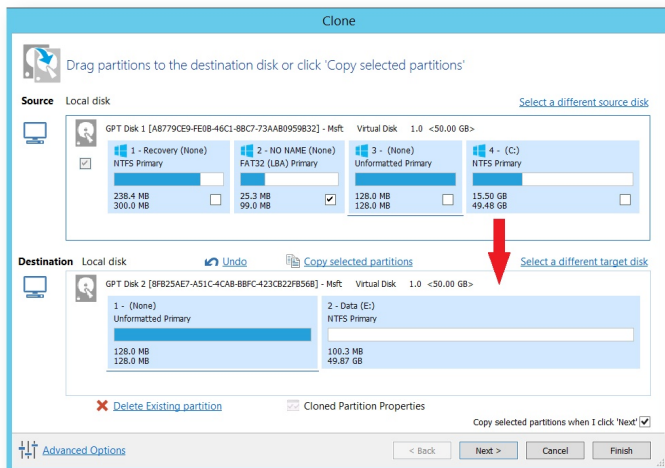 Clone
Drag partitions to the destination disk or click 'Copy selected partitions'
Source Local disk Select a different source disk
GPT Disk 1 [A8779CE9-FE0B-46C1-8BC7-73AAB0959B32] - Msft Virtual Disk 1.0 <50.00 GB>
1 - Recovery (None)
NTFS Primary
238.4 MB
300.0 MB
2 - NO NAME (None)
FAT32 (LBA) Primary
25.3 MB
99.0 MB
3 - (None)
Unformatted Primary
128.0 MB
128.0 MB
4 - (C:)
NTFS Primary
15.50 GB
49.48 GB
Destination Local disk Undo Copy selected partitions Select a different target disk
GPT Disk 2 [8FB25AE7-A51C-4CAB-BBFC-423CB22FB56B] - Msft Virtual Disk 1.0 <50.00 GB>
1 - (None)
Unformatted Primary
128.0 MB
128.0 MB
2 - Data (E:)
NTFS Primary
100.3 MB
49.87 GB
Delete Existing partition Cloned Partition Properties
Copy selected partitions when I click 'Next'
Advanced Options < Back Next > Cancel Finish